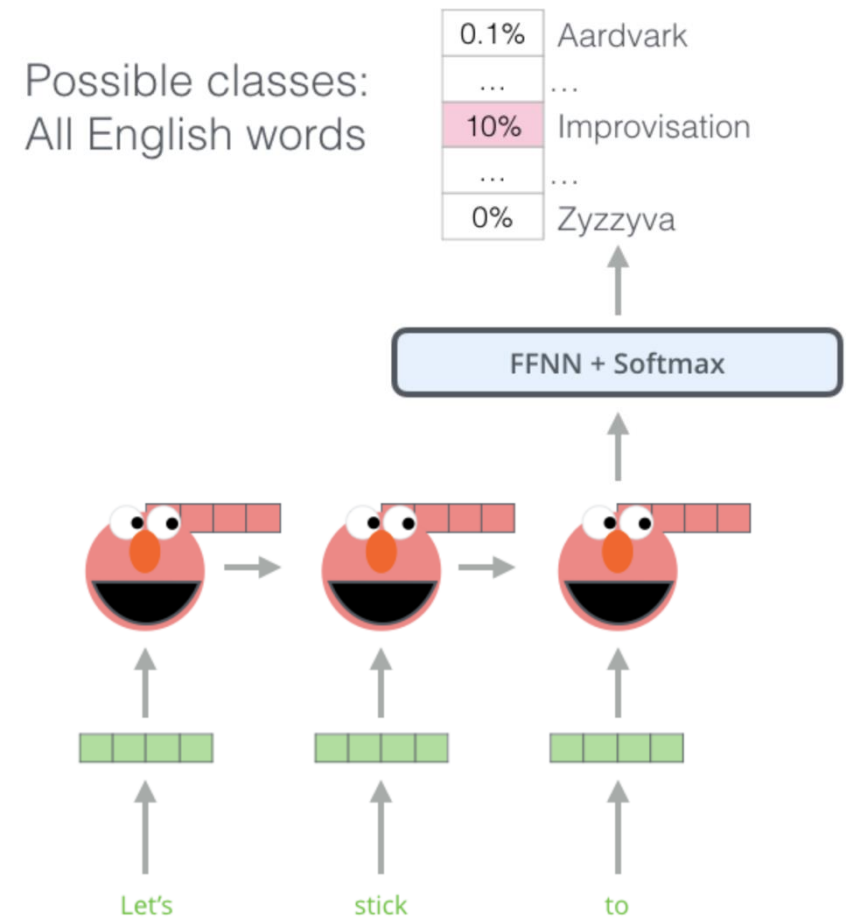 Possible classes:
All English words
0.1% Aardvark
... ...
10% Improvisation
... ...
0% Zyzzyva
FFNN + Softmax
Let's stick to